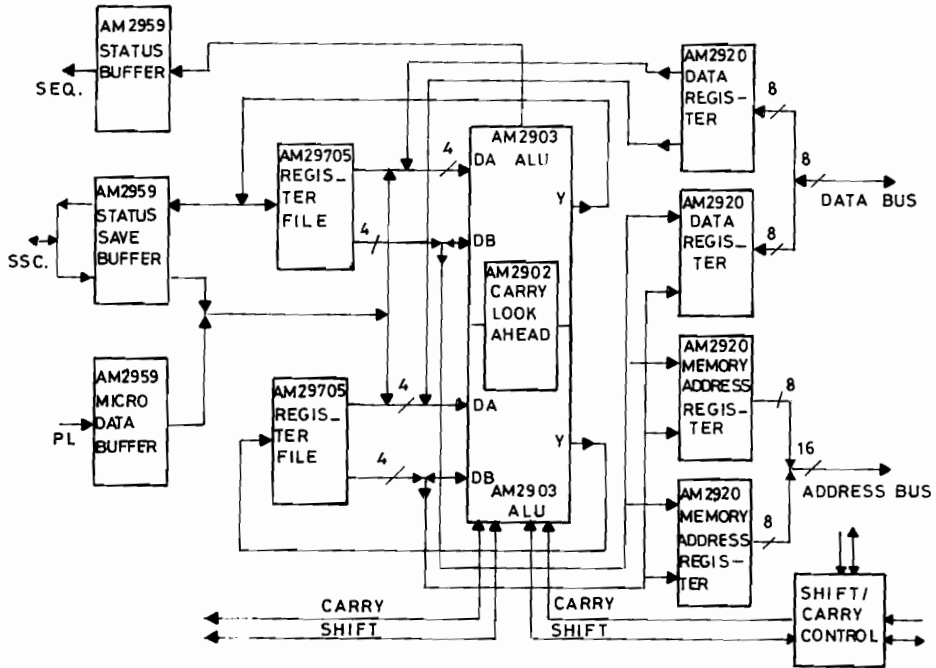 AM2959
STATUS
BUFFER
SEQ.
AM2959
STATUS
SAVE
BUFFER
SSC.
AM2959
MICRO
DATA
BUFFER
PL
AM29705
REGIS_
TER
FILE
4
4
AM29705
REGIS_
TER
FILE
4
4
AM2903
DA ALU
Y
DB
AM2902
CARRY
LOOK
AHEAD
DA
Y
DB
AM2903
ALU
AM2920
DATA
REGIS-
TER
8
8
DATA BUS
AM2920
DATA
REGIS-
TER
8
AM2920
MEMORY
ADDRESS
REGIS-
TER
8
16
ADDRESS BUS
AM2920
MEMORY
ADDRESS
REGIS-
TER
8
CARRY
SHIFT
CARRY
SHIFT
SHIFT/
CARRY
CONTROL